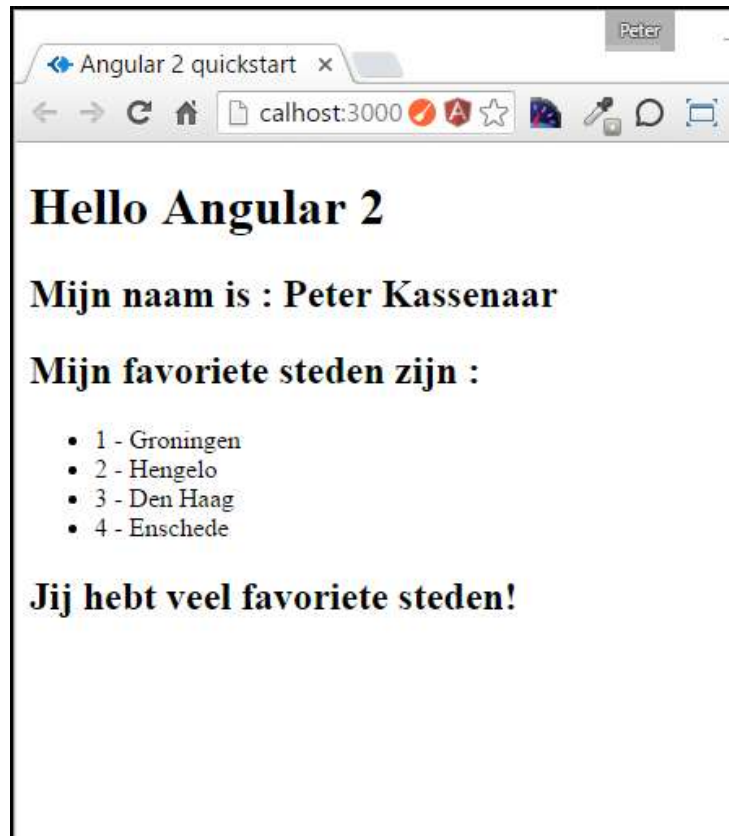 Peter
Angular 2 quickstart
calhost:3000
Hello Angular 2
Mijn naam is : Peter Kassenaar
Mijn favoriete steden zijn :
1 - Groningen
2 - Hengelo
3 - Den Haag
4 - Enschede
Jij hebt veel favoriete steden!